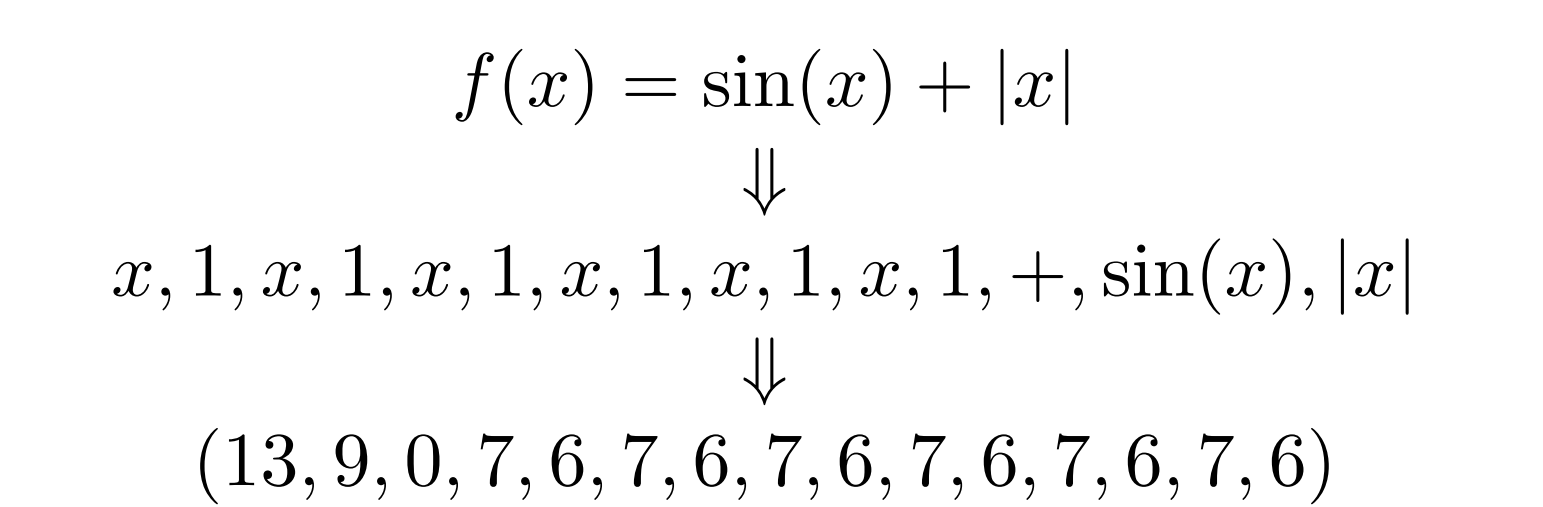 f(x) = sin(x) + |x|
⇓
x, 1, x, 1, x, 1, x, 1, x, 1, x, 1, +, sin(x), |x|
⇓
(13, 9, 0, 7, 6, 7, 6, 7, 6, 7, 6, 7, 6, 7, 6)